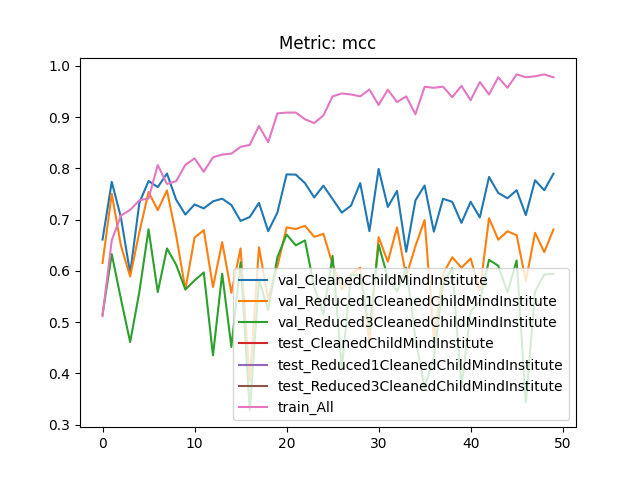 Metric: mcc
1.0
0.9
0.8
0.7
0.6
0.5
0.4
0.3
val_CleanedChildMindInstitute
val_Reduced1CleanedChildMindInstitute
val_Reduced3CleanedChildMindInstitute
test_CleanedChildMindInstitute
test_Reduced1CleanedChildMindInstitute
test_Reduced3CleanedChildMindInstitute
train_All
0 10 20 30 40 50